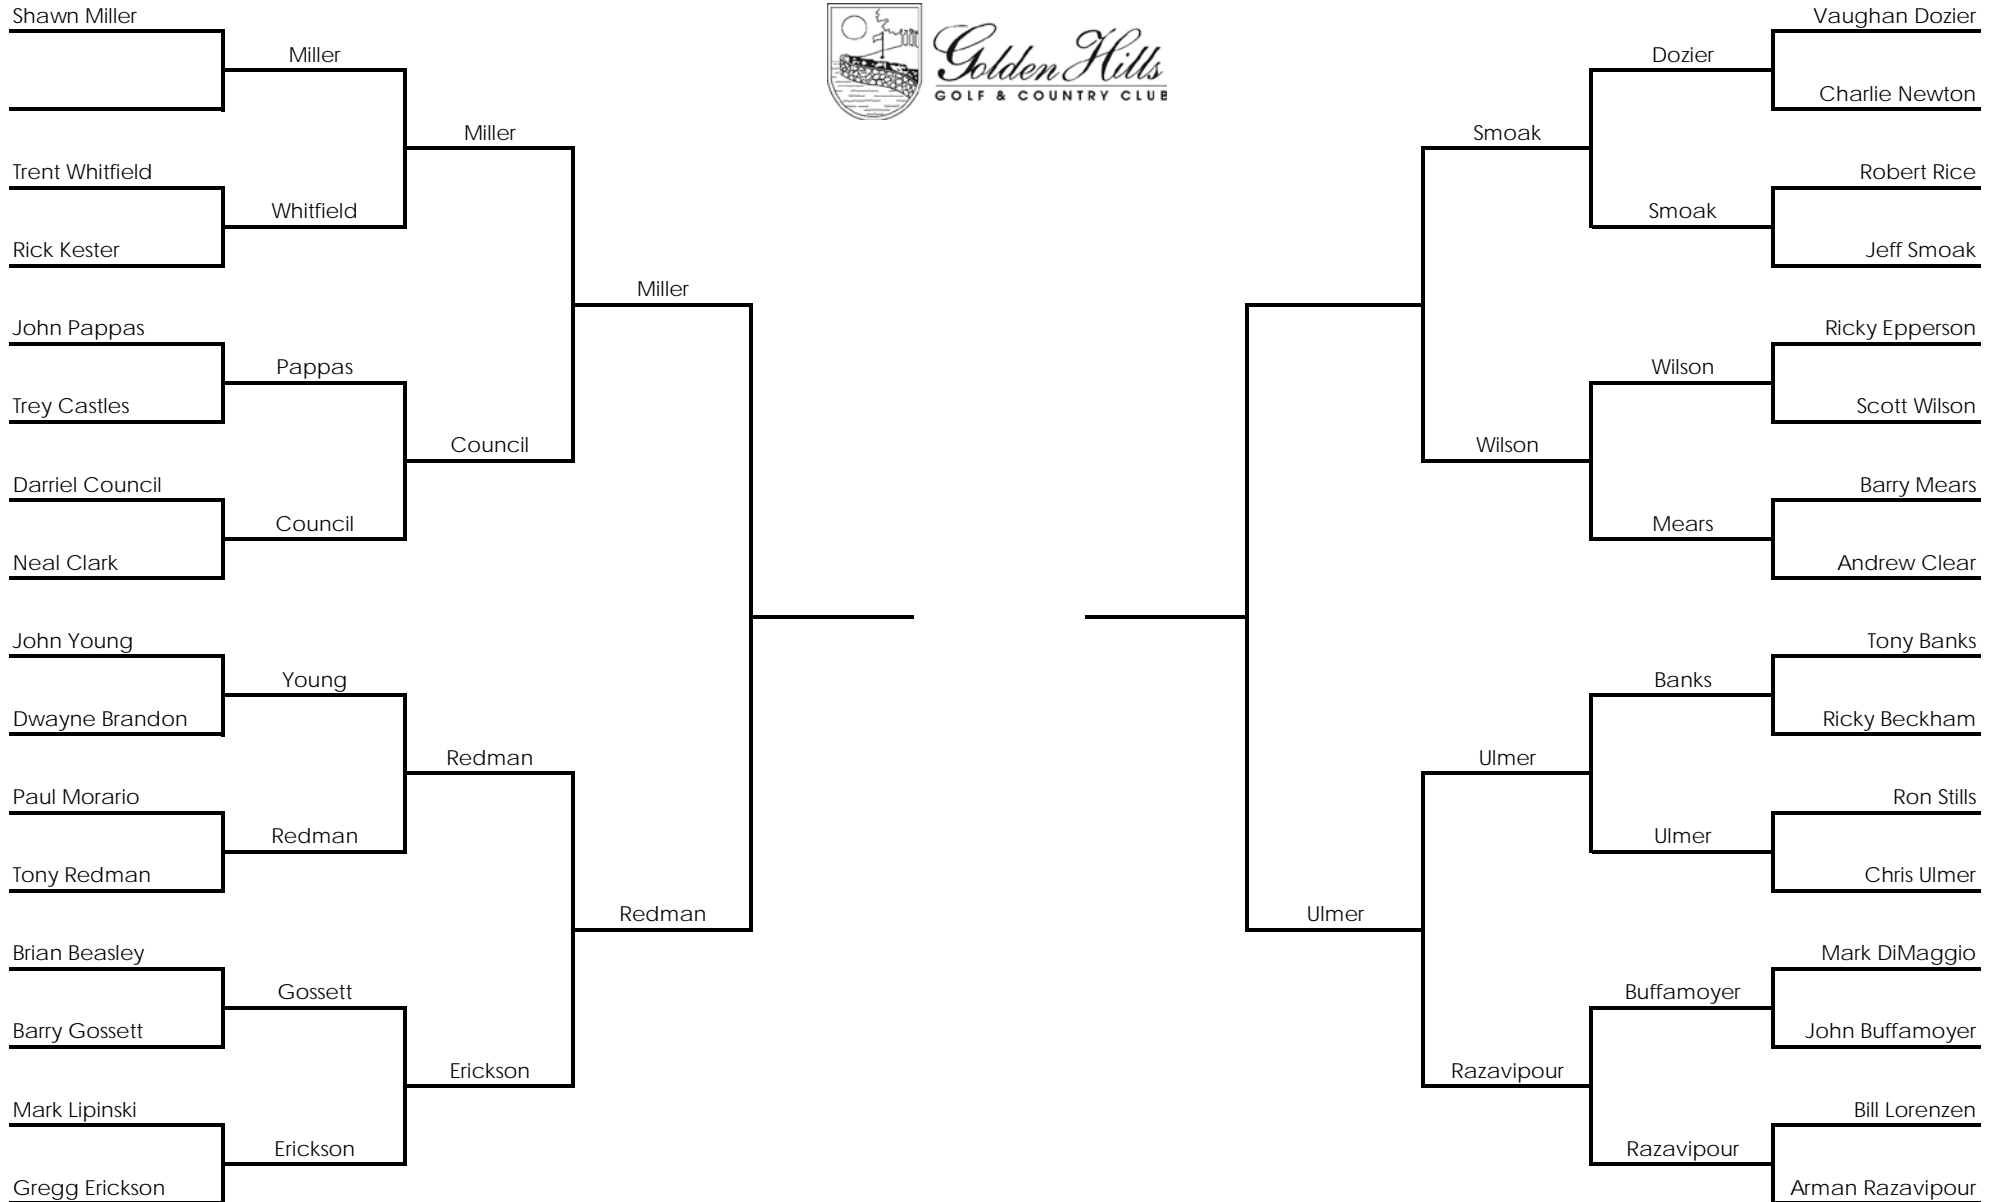 Golden Hills
GOLF & COUNTRY CLUB
Shawn Miller
Miller
Miller
Trent Whitfield
Whitfield
Rick Kester
Miller
John Pappas
Pappas
Trey Castles
Council
Darriel Council
Council
Neal Clark
John Young
Young
Dwayne Brandon
Redman
Paul Morario
Redman
Tony Redman
Redman
Brian Beasley
Gossett
Barry Gossett
Erickson
Mark Lipinski
Erickson
Gregg Erickson
Vaughan Dozier
Dozier
Charlie Newton
Smoak
Robert Rice
Smoak
Jeff Smoak
Ricky Epperson
Wilson
Scott Wilson
Wilson
Barry Mears
Mears
Andrew Clear
Tony Banks
Banks
Ricky Beckham
Ulmer
Ron Stills
Ulmer
Chris Ulmer
Ulmer
Mark DiMaggio
Buffamoyer
John Buffamoyer
Razavipour
Bill Lorenzen
Razavipour
Arman Razavipour